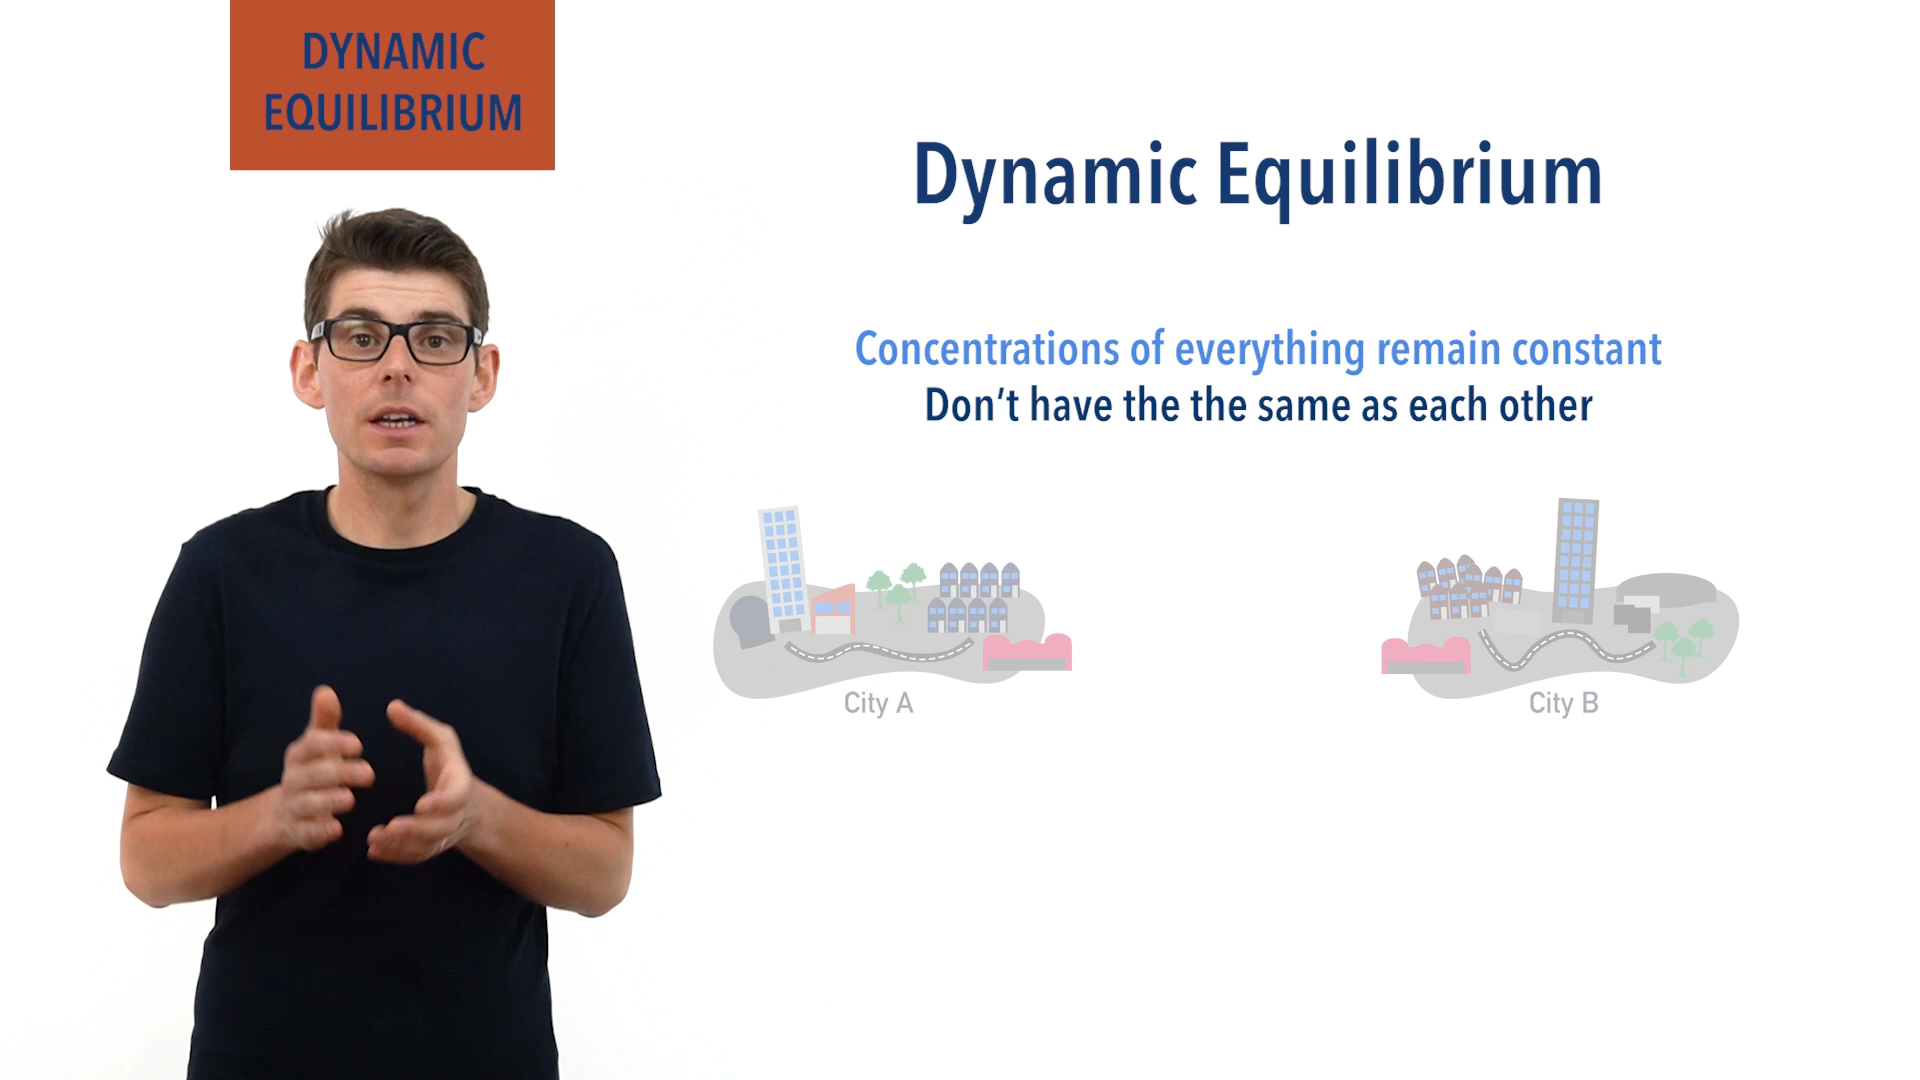 DYNAMIC
EQUILIBRIUM
Dynamic Equilibrium
Concentrations of everything remain constant
Don’t have the the same as each other
City A
City B